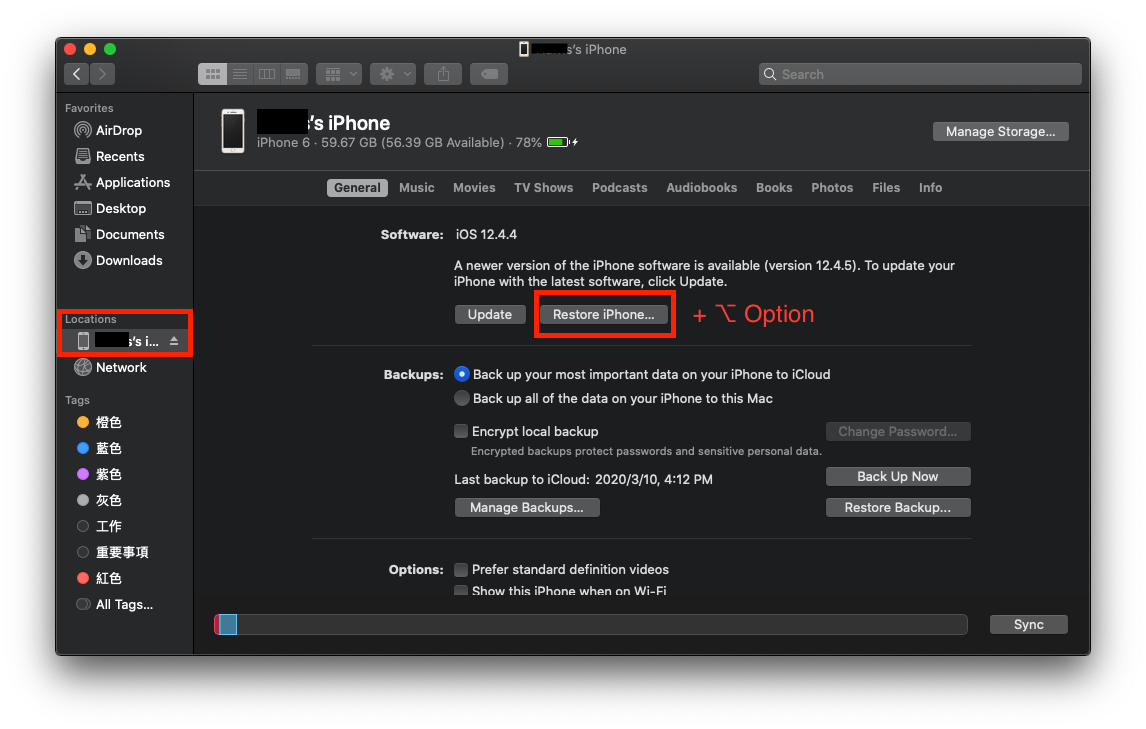 s's iPhone
Search
Favorites
AirDrop
Recents
Applications
Desktop
Documents
Downloads
Locations
's i...
Network
Tags
橙色
藍色
紫色
灰色
工作
重要事項
紅色
All Tags...
's iPhone
iPhone 6 · 59.67 GB (56.39 GB Available) · 78%
Manage Storage...
General Music Movies TV Shows Podcasts Audiobooks Books Photos Files Info
Software: iOS 12.4.4
A newer version of the iPhone software is available (version 12.4.5). To update your
iPhone with the latest software, click Update.
Update Restore iPhone... + ⌥ Option
Backups: Back up your most important data on your iPhone to iCloud
Back up all of the data on your iPhone to this Mac
Encrypt local backup Change Password...
Encrypted backups protect passwords and sensitive personal data.
Last backup to iCloud: 2020/3/10, 4:12 PM Back Up Now
Manage Backups... Restore Backup...
Options: Prefer standard definition videos
Show this iPhone when on Wi-Fi
Sync